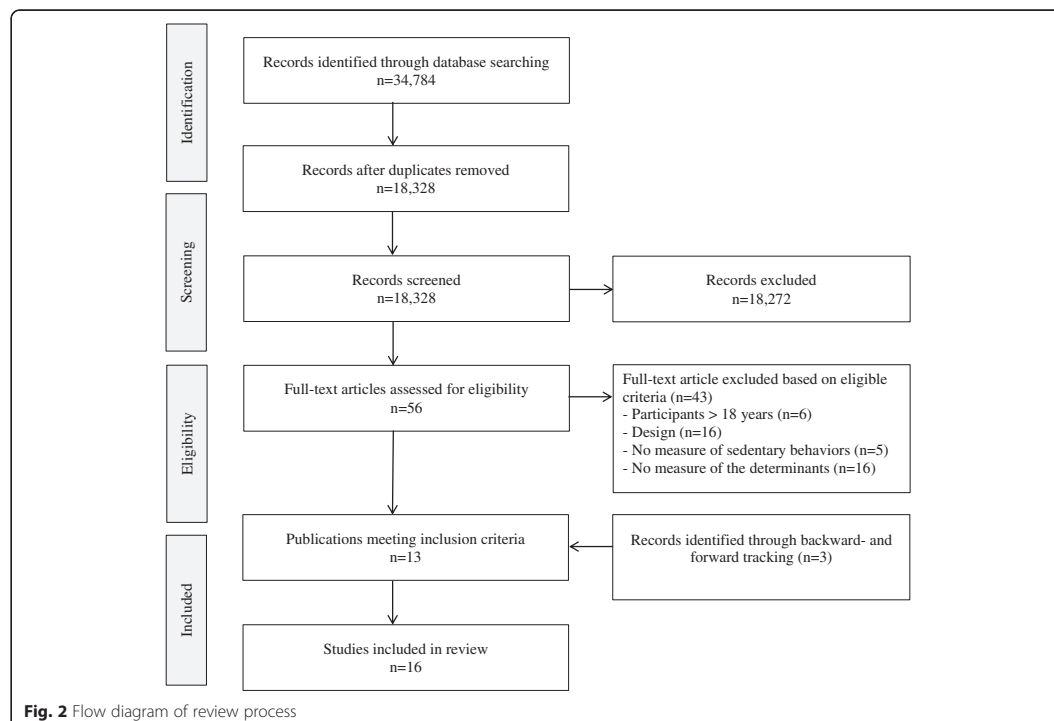 Identification
Records identified through database searching
n=34,784
Records after duplicates removed
n=18,328
Screening
Records screened
n=18,328
Records excluded
n=18,272
Eligibility
Full-text articles assessed for eligibility
n=56
Full-text article excluded based on eligible
criteria (n=43)
- Participants > 18 years (n=6)
- Design (n=16)
- No measure of sedentary behaviors (n=5)
- No measure of the determinants (n=16)
Included
Publications meeting inclusion criteria
n=13
Records identified through backward- and
forward tracking (n=3)
Studies included in review
n=16
Fig. 2 Flow diagram of review process